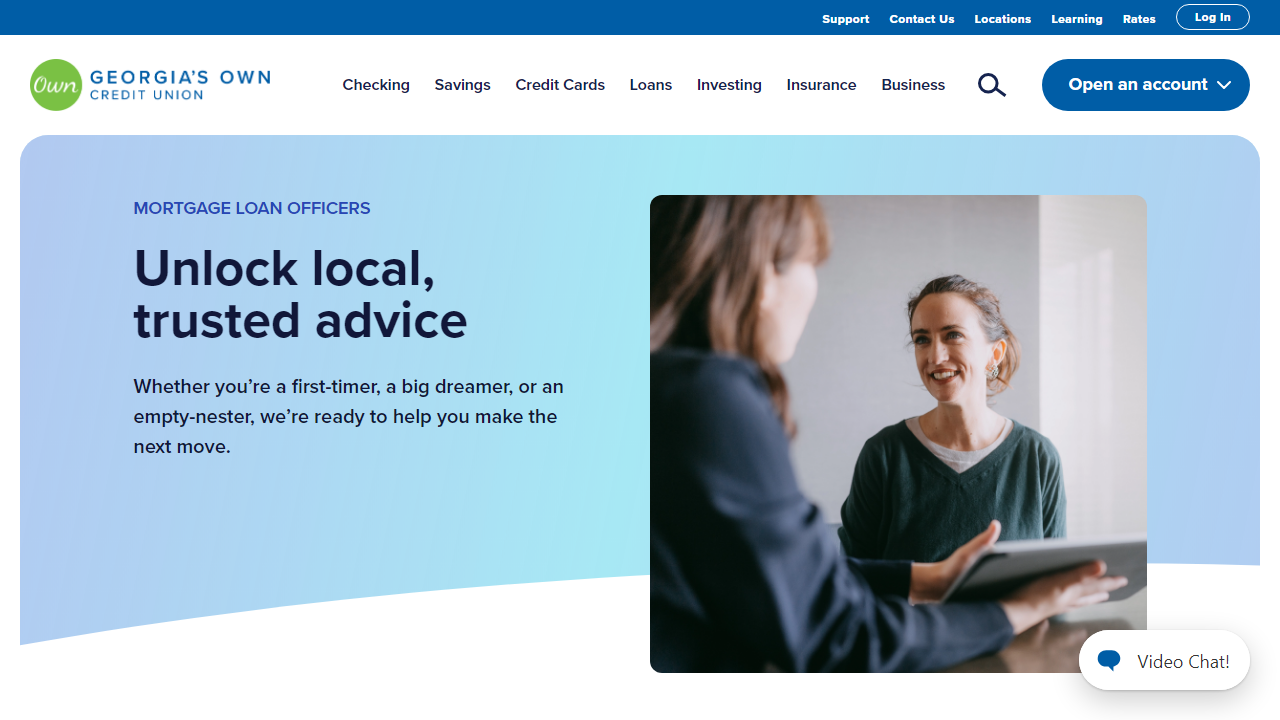 Support
Contact Us
Locations
Learning
Rates
Log In
Own
GEORGIA'S OWN
CREDIT UNION
Checking
Savings
Credit Cards
Loans
Investing
Insurance
Business
Open an account
MORTGAGE LOAN OFFICERS
Unlock local,
trusted advice
Whether you’re a first-timer, a big dreamer, or an
empty-nester, we’re ready to help you make the
next move.
Video Chat!